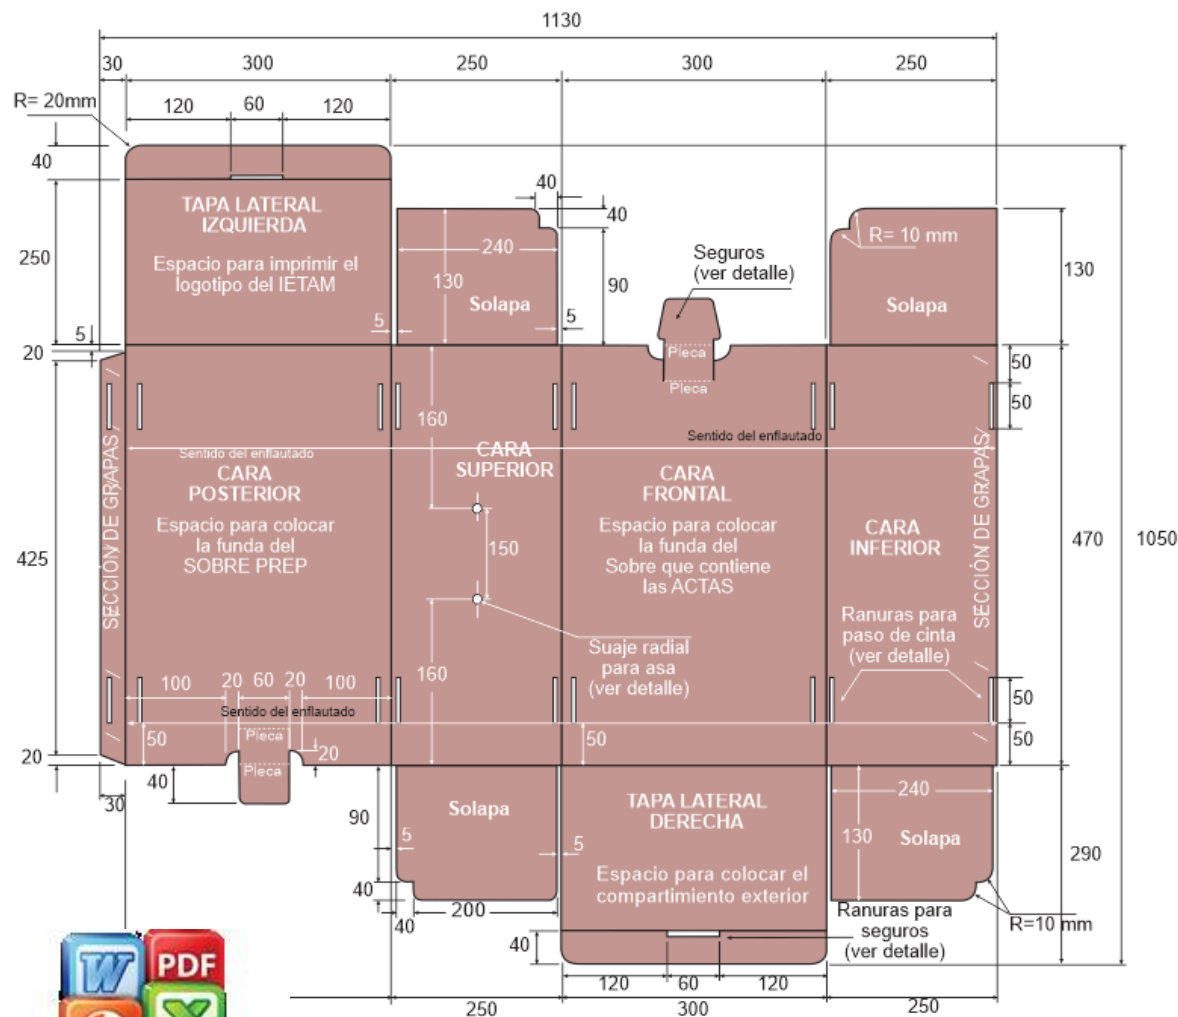 1130
30
300
250
300
250
R= 20mm
120
60
120
40
TAPA LATERAL
IZQUIERDA
Espacio para imprimir el
logotipo del IETAM
250
40
40
240
130
90
Solapa
5
5
Seguros
(ver detalle)
R= 10 mm
Solapa
130
5
20
Pleca
Pleca
50
50
160
Sentido del enflautado
Sentido del enflautado
SECCIÓN DE GRAPAS
CARA
POSTERIOR
Espacio para colocar
la funda del
SOBRE PREP
CARA
SUPERIOR
CARA
FRONTAL
Espacio para colocar
la funda del
Sobre que contiene
las ACTAS
CARA
INFERIOR
SECCIÓN DE GRAPAS
425
150
470
1050
Suaje radial
para asa
(ver detalle)
Ranuras para
paso de cinta
(ver detalle)
160
100
20
60
20
100
Sentido del enflautado
50
50
50
50
Pleca
Pleca
20
20
40
30
90
Solapa
5
5
40
40
200
TAPA LATERAL
DERECHA
Espacio para colocar el
compartimiento exterior
240
130
Solapa
290
R=10 mm
Ranuras para
seguros
(ver detalle)
40
120
60
120
250
300
250
W
PDF
X